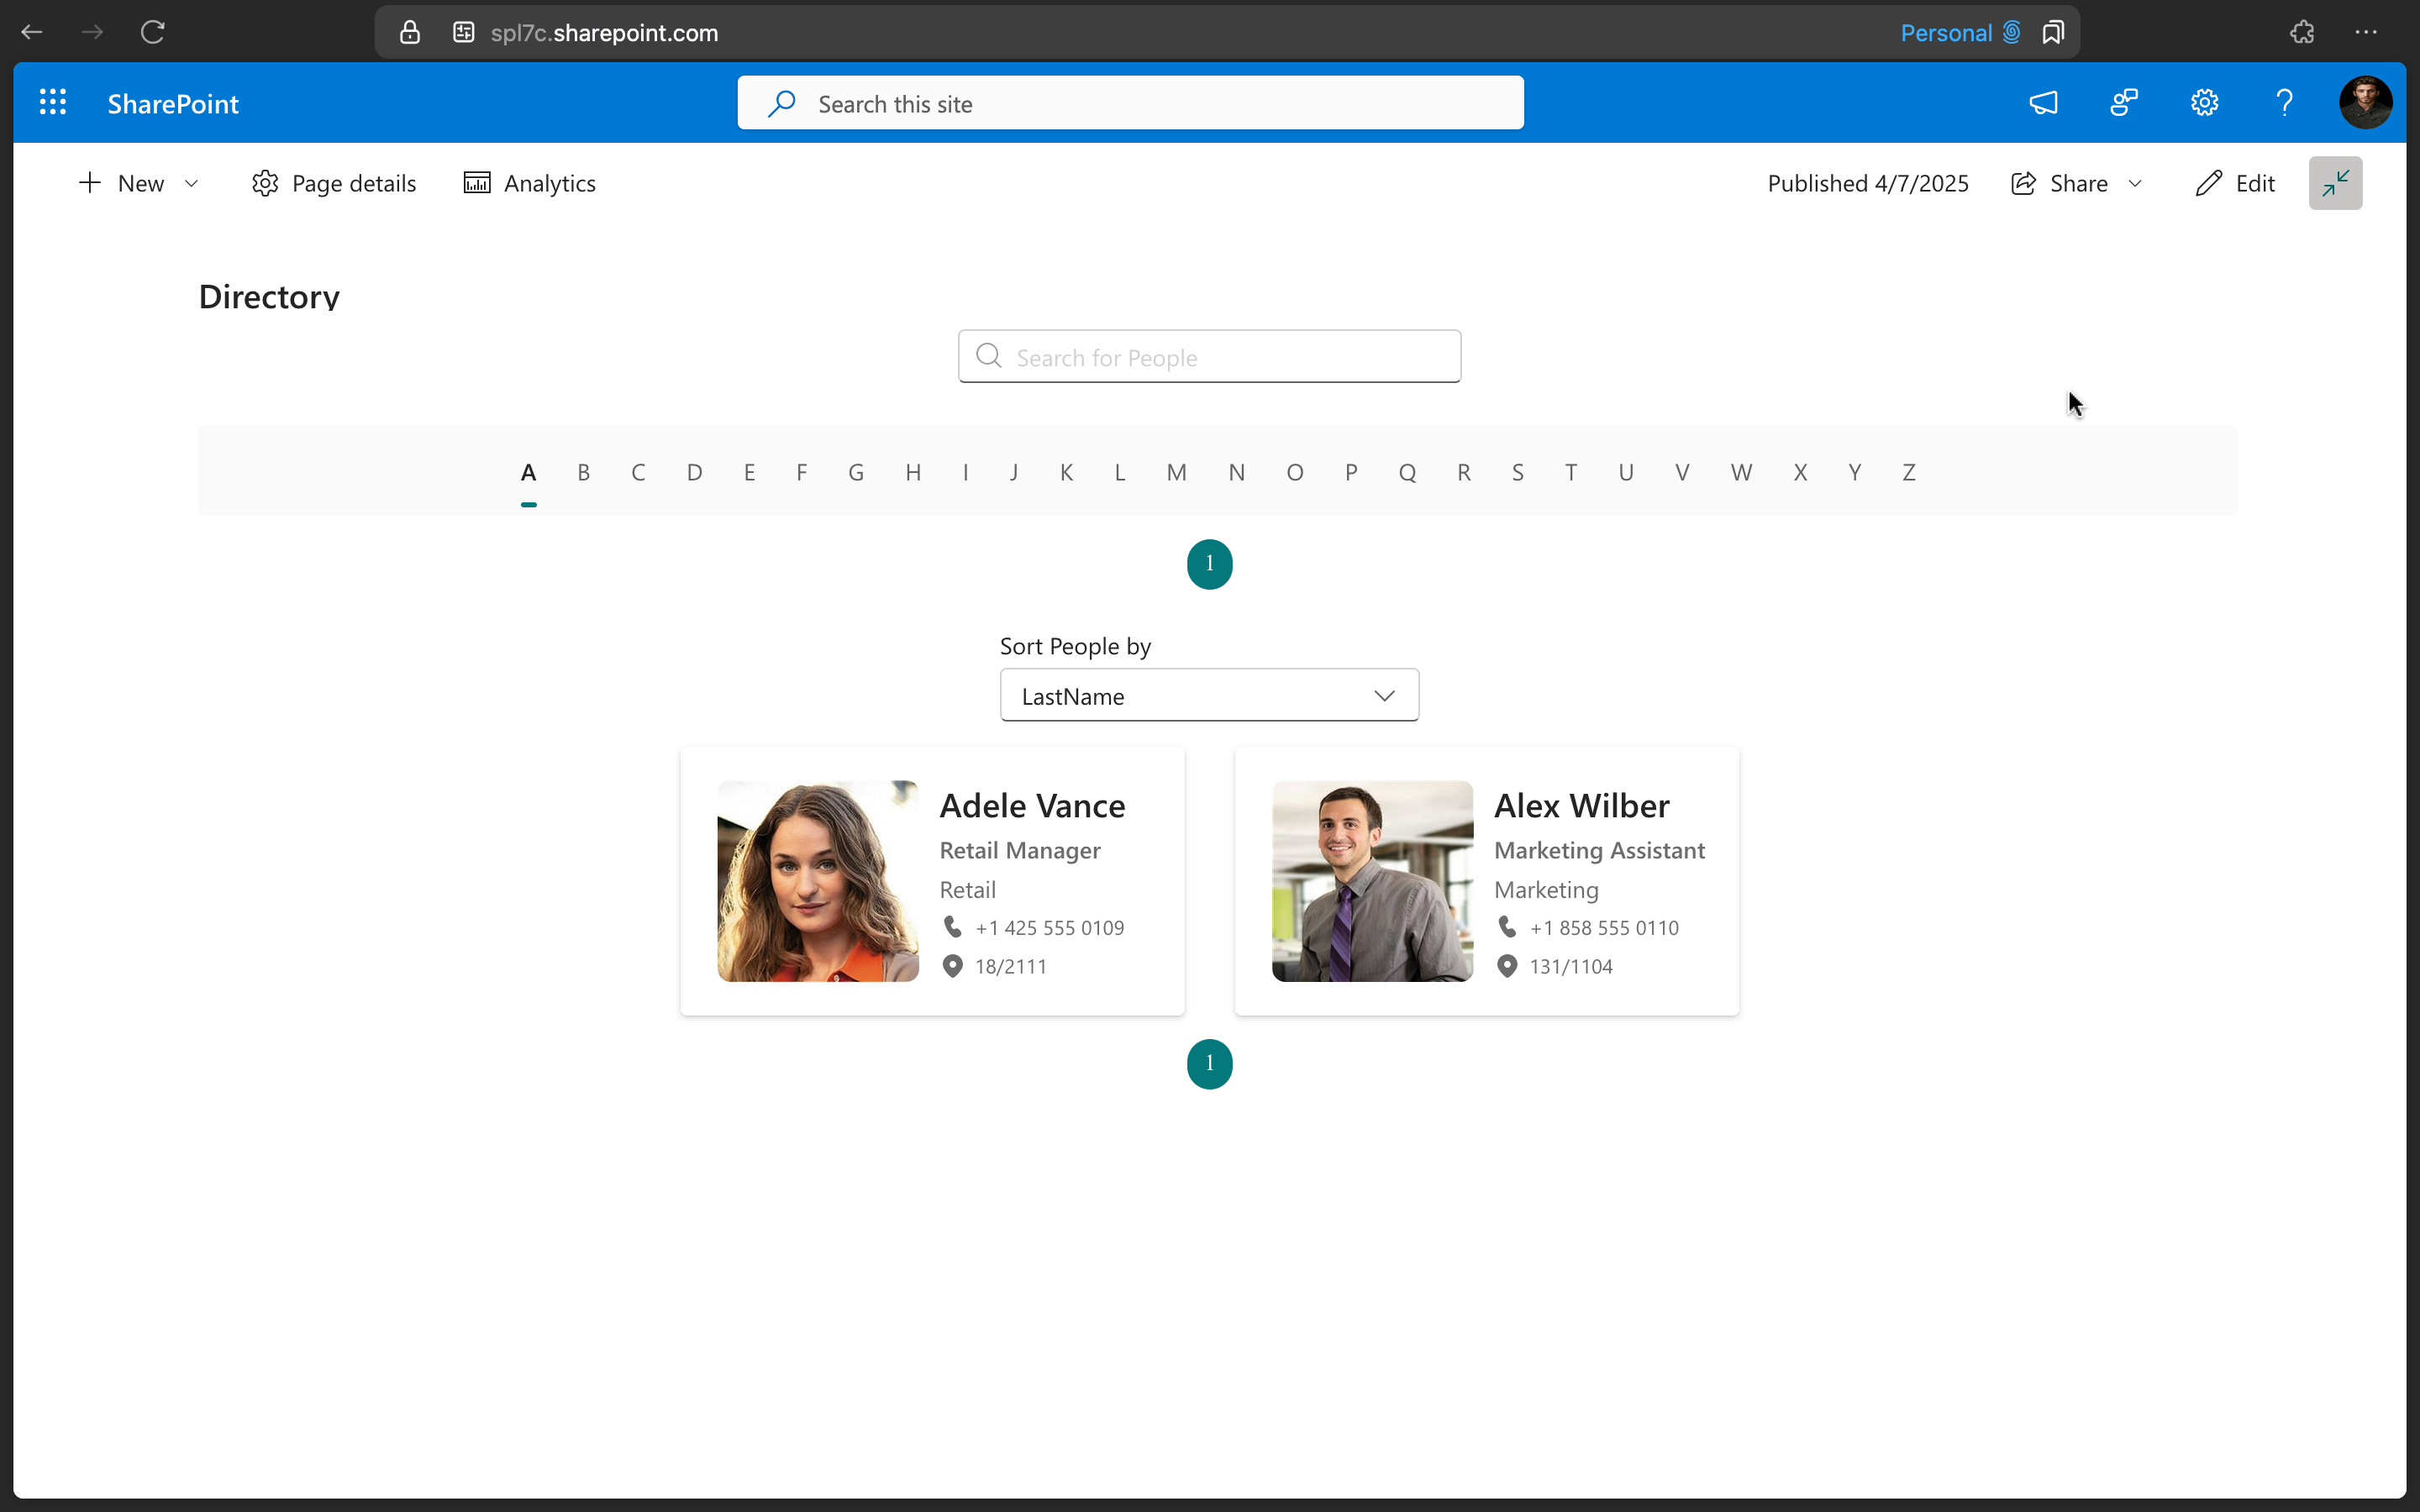 spl7c.sharepoint.com
Personal
SharePoint
Search this site
New
Page details
Analytics
Published 4/7/2025
Share
Edit
Directory
Search for People
A B C D E F G H I J K L M N O P Q R S T U V W X Y Z
1
Sort People by
LastName
Adele Vance
Retail Manager
Retail
+1 425 555 0109
18/2111
Alex Wilber
Marketing Assistant
Marketing
+1 858 555 0110
131/1104
1